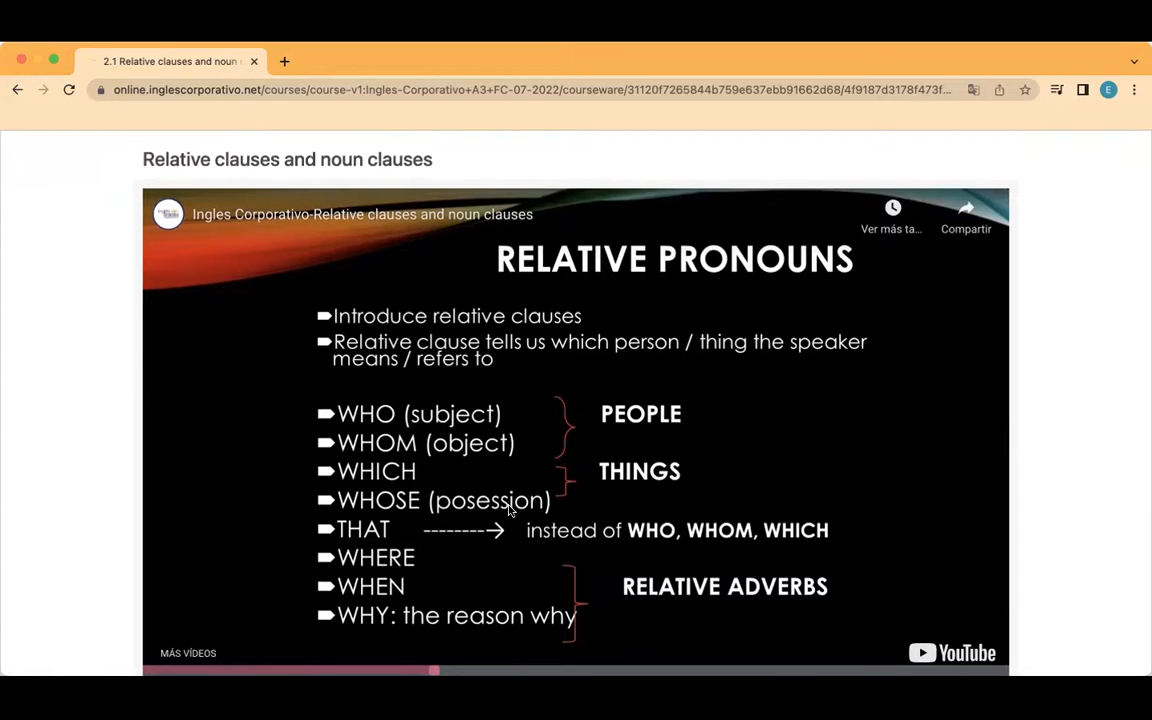 2.1 Relative clauses and noun
online.inglescorporativo.net/courses/course-v1:Ingles-Corporativo+A3+FC-07-2022/courseware/31120f7265844b759e637ebb91662d68/4f9187d3178f473f...
E
Relative clauses and noun clauses
Ingles Corporativo-Relative clauses and noun clauses
Ver más ta...
Compartir
RELATIVE PRONOUNS
Introduce relative clauses
Relative clause tells us which person / thing the speaker
means / refers to
WHO (subject)
PEOPLE
WHOM (object)
WHICH
THINGS
WHOSE (posession)
THAT --------→ instead of WHO, WHOM, WHICH
WHERE
WHEN
RELATIVE ADVERBS
WHY: the reason why
MÁS VÍDEOS
YouTube